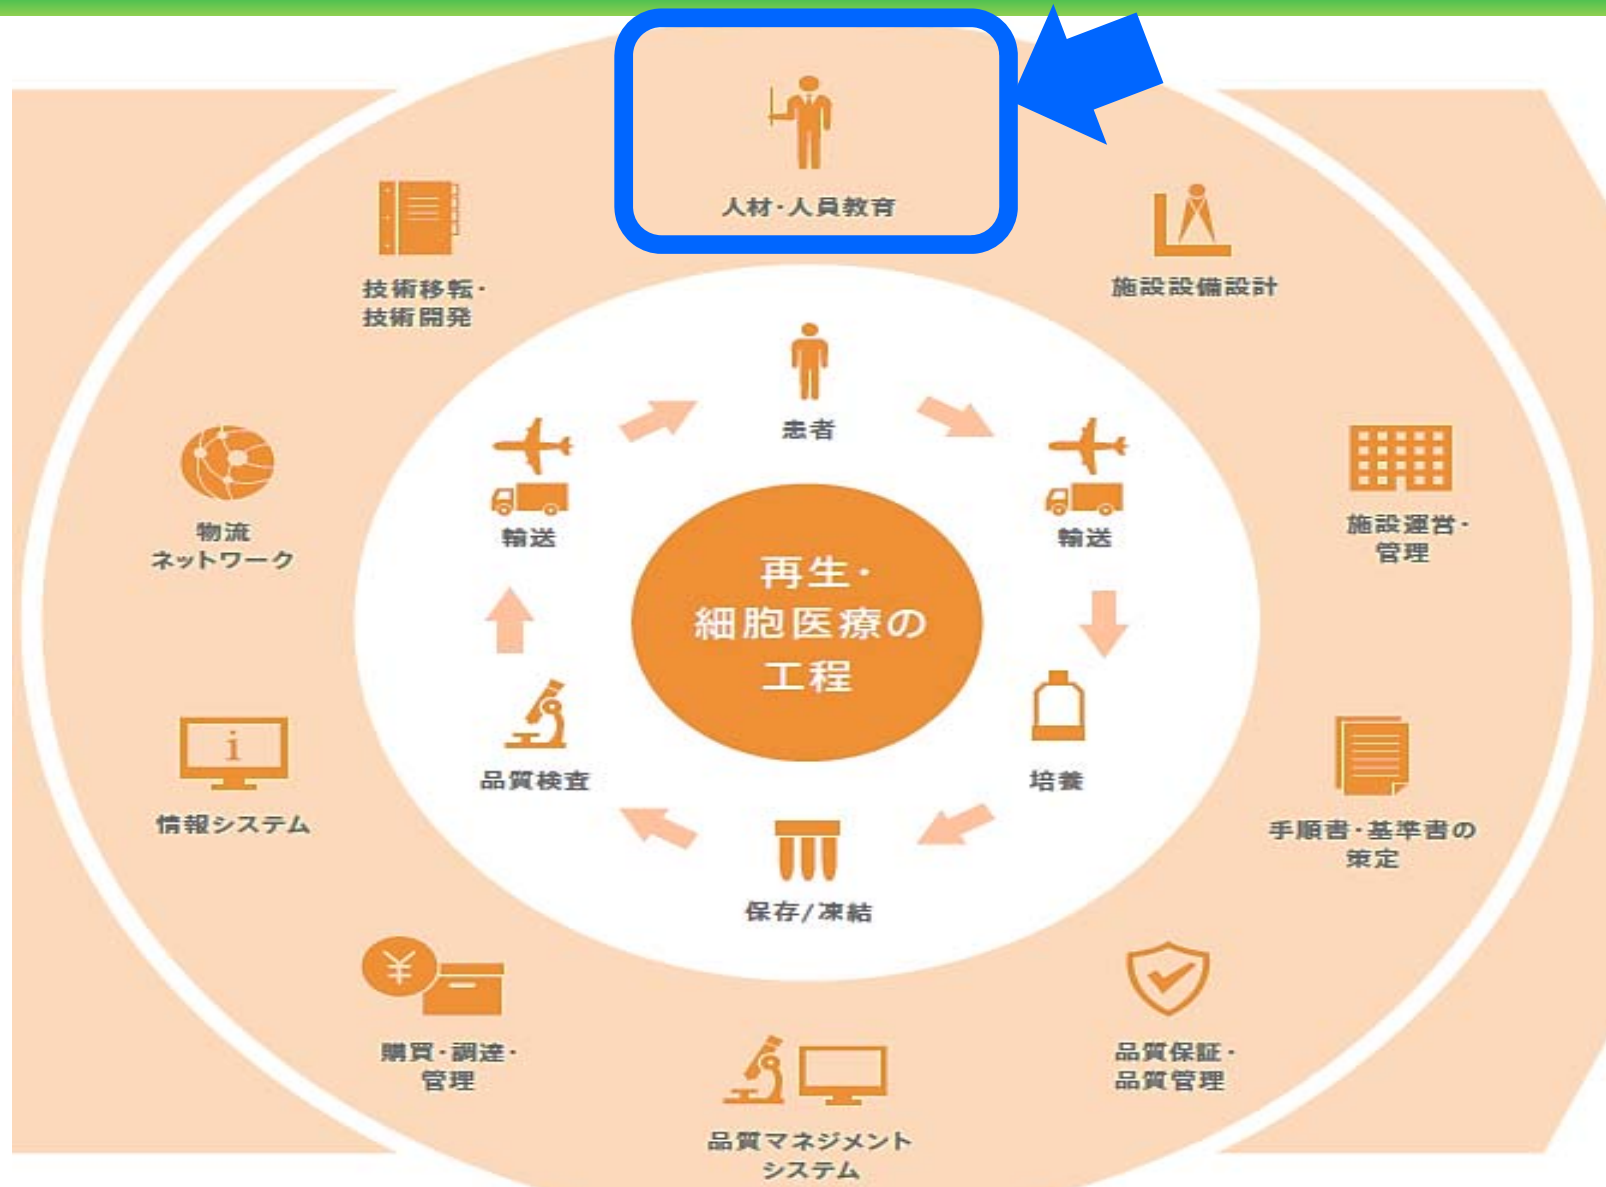 人材・人員教育
技術移転・
技術開発
施設設備設計
患者
輸送
輸送
物流
ネットワーク
施設運営・
管理
再生・
細胞医療の
工程
i
情報システム
品質検査
培養
手順書・基準書の
策定
保存/凍結
¥
購買・調達・
管理
品質保証・
品質管理
品質マネジメント
システム